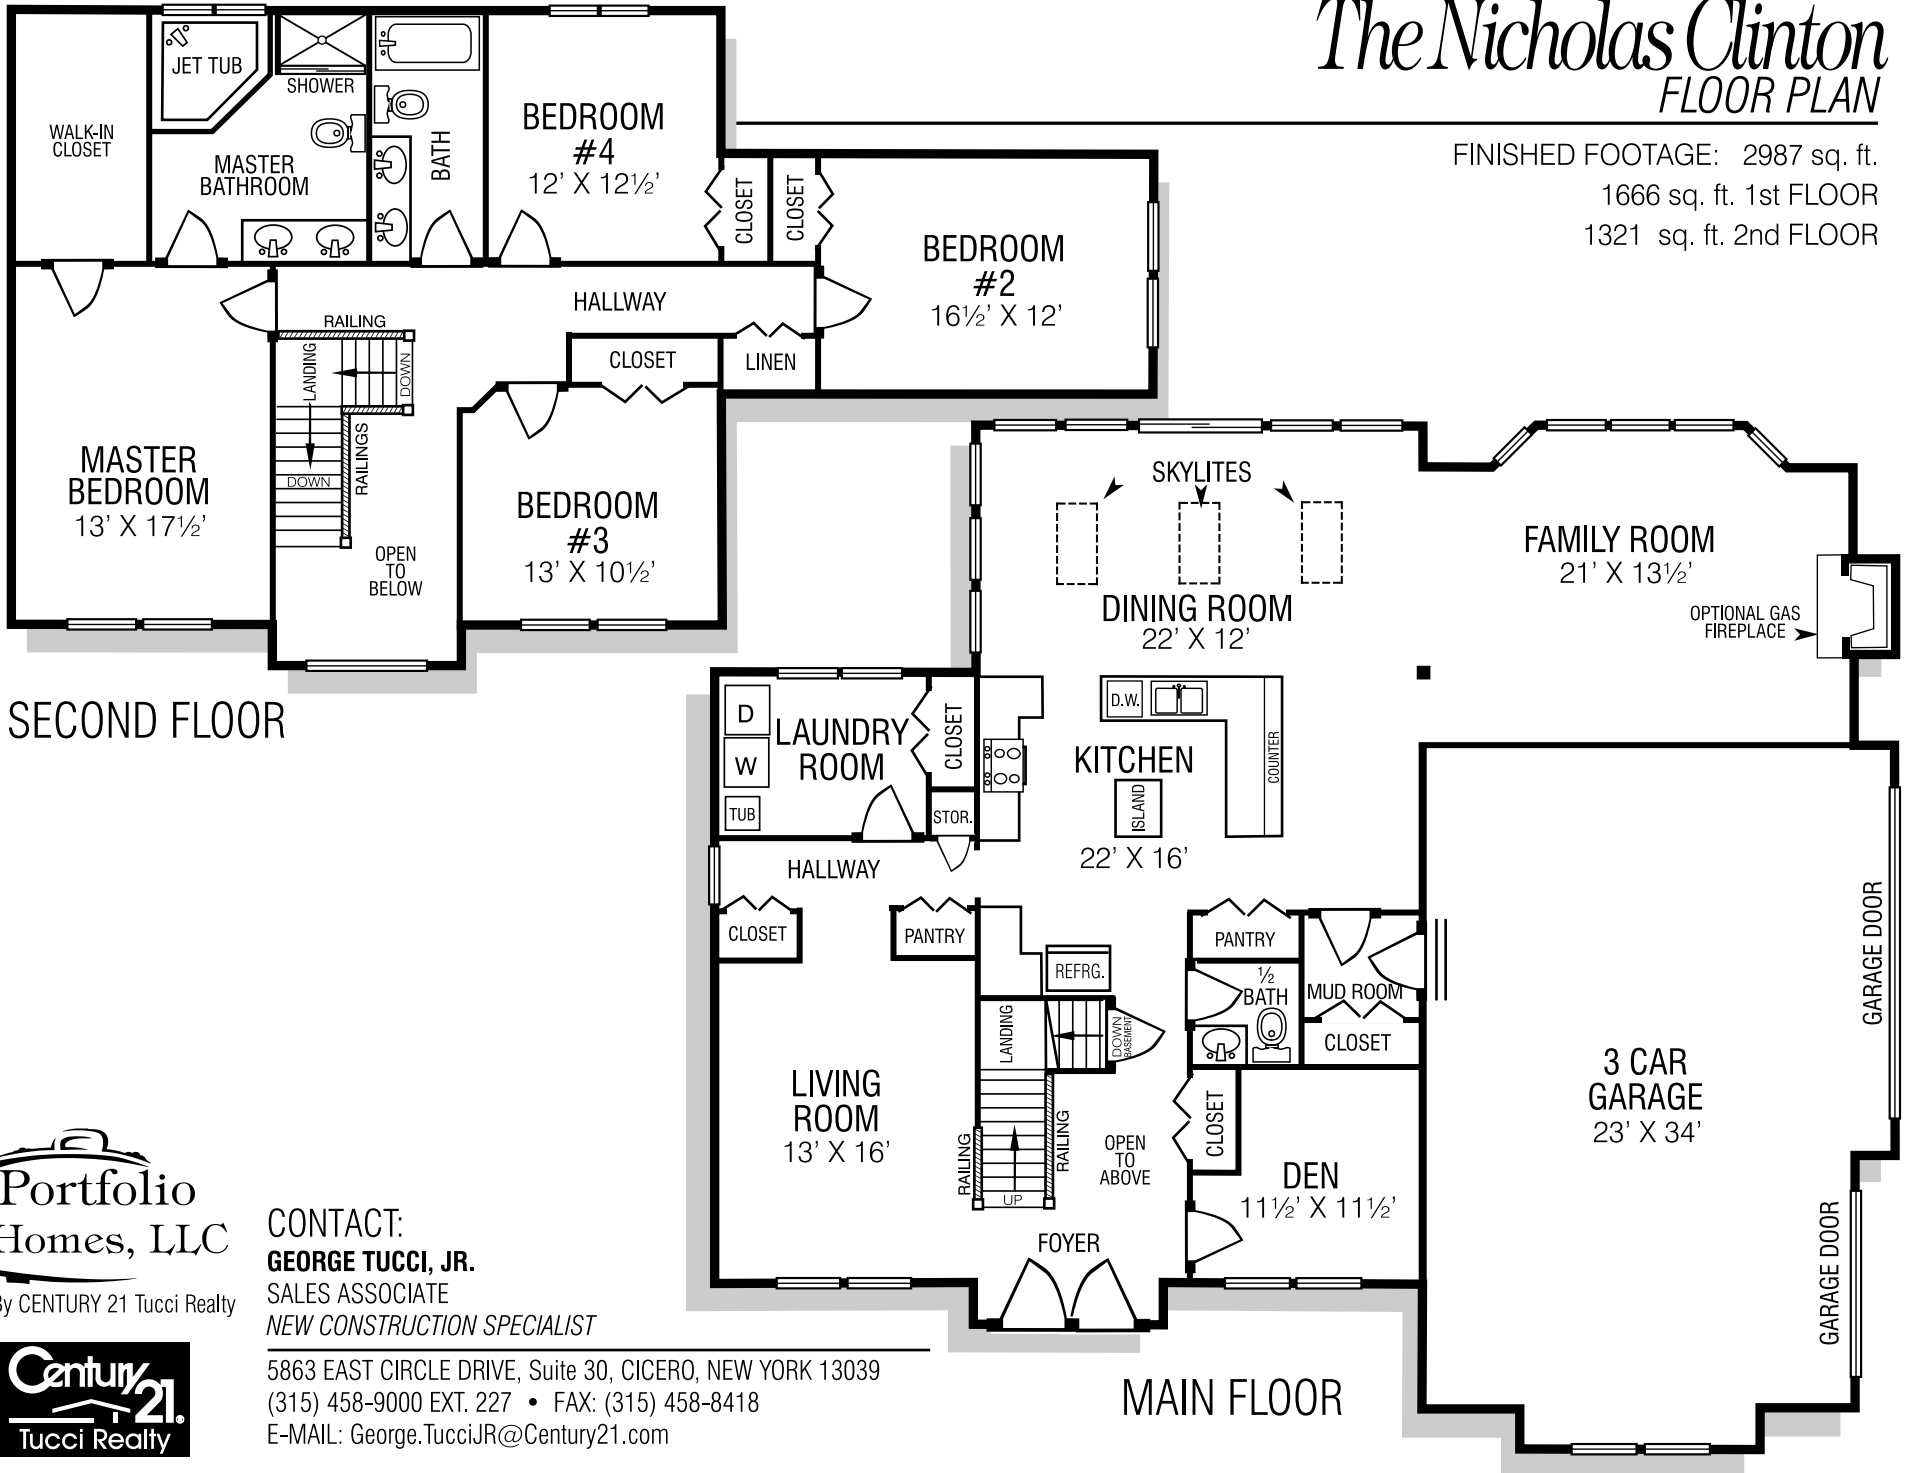 The Nicholas Clinton
FLOOR PLAN
FINISHED FOOTAGE: 2987 sq. ft.
1666 sq. ft. 1st FLOOR
1321 sq. ft. 2nd FLOOR
JET TUB
SHOWER
WALK-IN
CLOSET
MASTER
BATHROOM
BATH
BEDROOM
#4
12' X 12½'
CLOSET
CLOSET
BEDROOM
#2
16½' X 12'
HALLWAY
RAILING
LANDING
DOWN
CLOSET
LINEN
MASTER
BEDROOM
13' X 17½'
DOWN
RAILINGS
BEDROOM
#3
13' X 10½'
OPEN
TO
BELOW
SECOND FLOOR
SKYLITES
DINING ROOM
22' X 12'
FAMILY ROOM
21' X 13½'
OPTIONAL GAS
FIREPLACE
D
W
TUB
LAUNDRY
ROOM
CLOSET
STOR.
D.W.
KITCHEN
ISLAND
22' X 16'
COUNTER
HALLWAY
CLOSET
PANTRY
REFRG.
PANTRY
½
BATH
MUD ROOM
CLOSET
LANDING
DOWN
BASEMENT
LIVING
ROOM
13' X 16'
RAILING
UP
RAILING
OPEN
TO
ABOVE
CLOSET
DEN
11½' X 11½'
FOYER
3 CAR
GARAGE
23' X 34'
GARAGE DOOR
GARAGE DOOR
MAIN FLOOR
Portfolio
Homes, LLC
By CENTURY 21 Tucci Realty
Century 21®
Tucci Realty
CONTACT:
GEORGE TUCCI, JR.
SALES ASSOCIATE
NEW CONSTRUCTION SPECIALIST
5863 EAST CIRCLE DRIVE, Suite 30, CICERO, NEW YORK 13039
(315) 458-9000 EXT. 227 • FAX: (315) 458-8418
E-MAIL: George.TucciJR@Century21.com